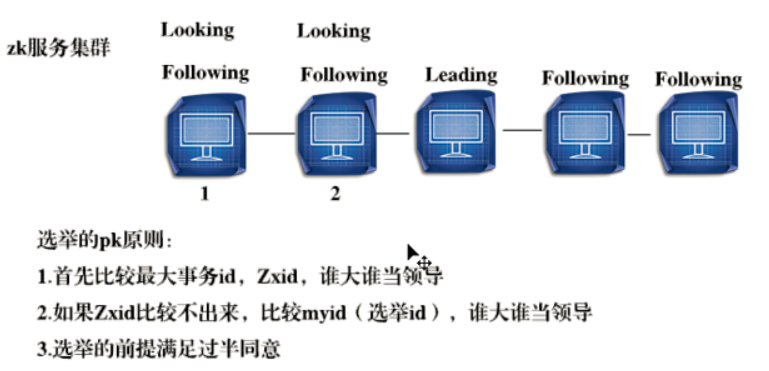 Looking Looking
zk服务集群
Following Following Leading Following Following
1 2
选举的pk原则：
1.首先比较最大事务id，Zxid，谁大谁当领导
2.如果Zxid比较不出来，比较myid（选举id），谁大谁当领导
3.选举的前提满足过半同意